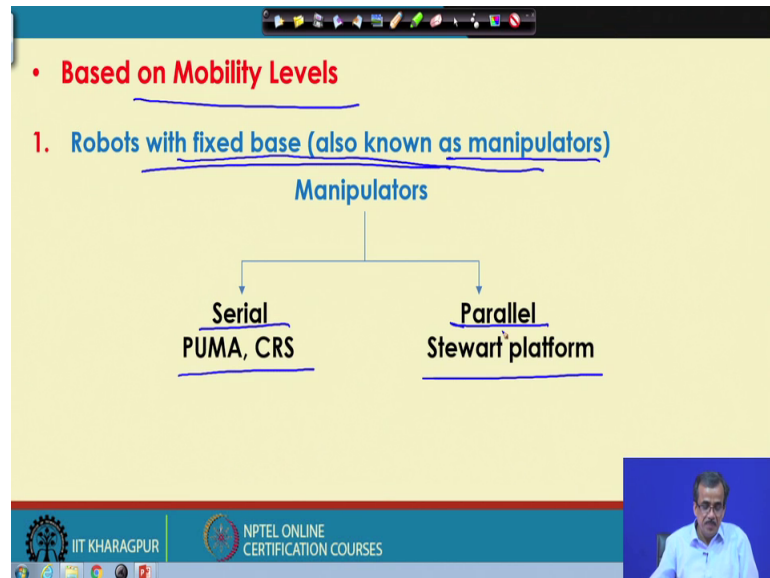 • Based on Mobility Levels
1. Robots with fixed base (also known as manipulators)
Manipulators
Serial
Parallel
PUMA, CRS
Stewart platform
IIT KHARAGPUR
NPTEL ONLINE
CERTIFICATION COURSES